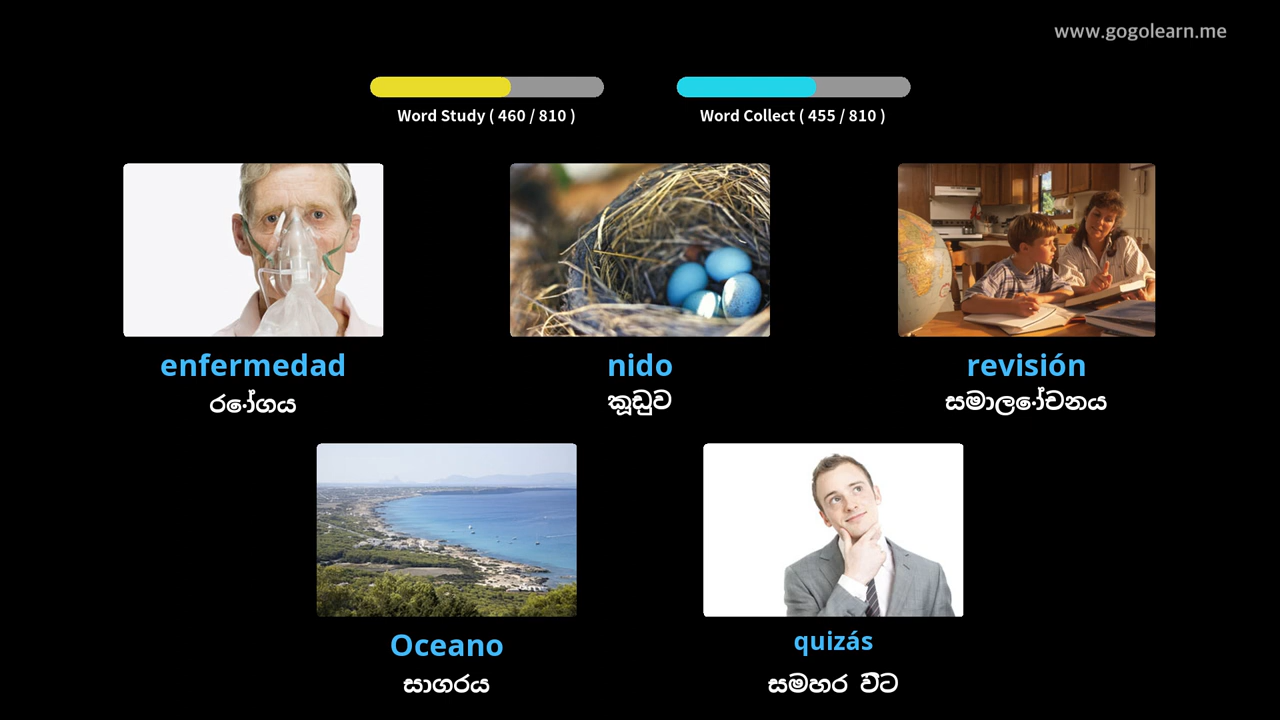 www.gogolearn.me
Word Study ( 460 / 810 )
Word Collect ( 455 / 810 )
enfermedad
රෝගය
nido
කූඩුව
revisión
සමාලෝචනය
Oceano
සාගරය
quizás
සමහර විට